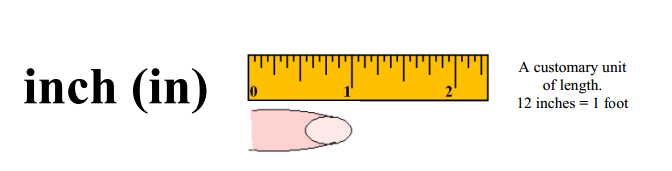 inch (in)
0 1 2
A customary unit
of length.
12 inches = 1 foot